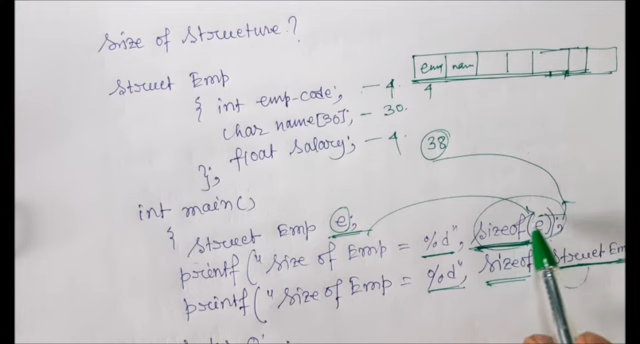 Size of Structure?
Struct Emp
emp nam
{ int emp-code; — 4.
4
char name[30]; — 30.
float salary; — 4.
38
};
int main()
{ Struct Emp e;
printf("Size of Emp = %d", sizeof(e));
printf("Size of Emp = %d", sizeof Struct Em